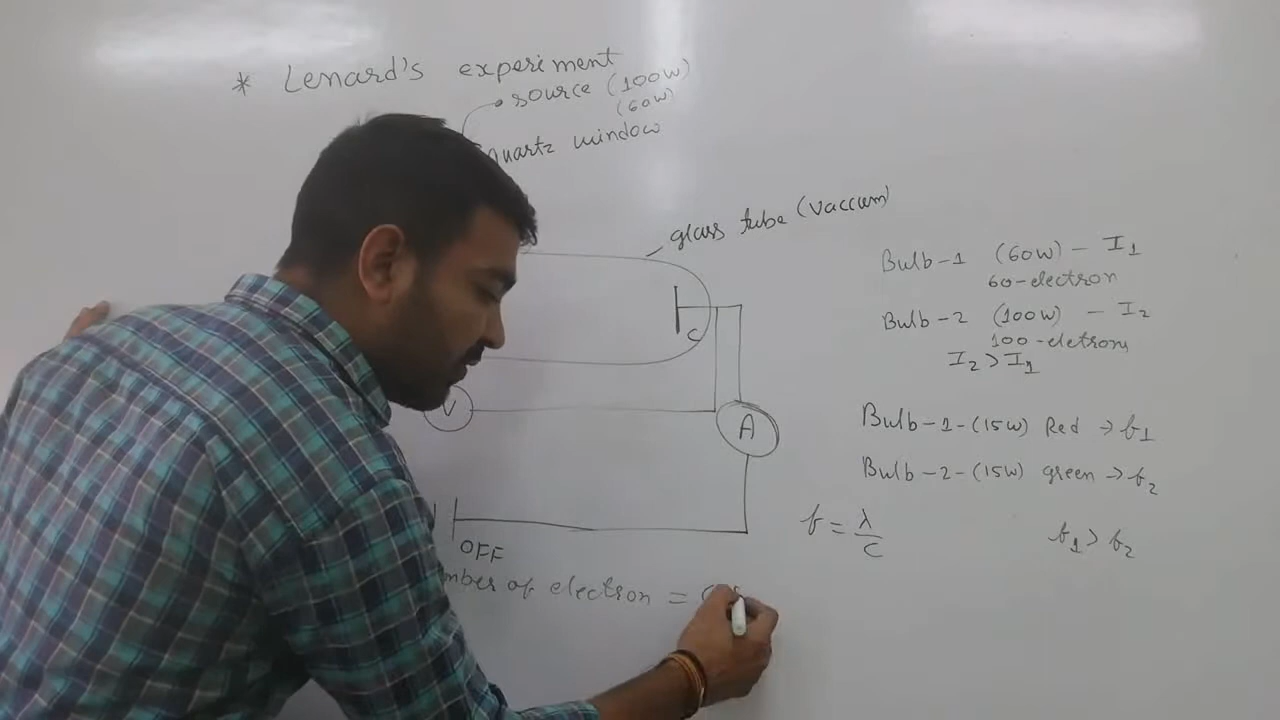 * Lenard's experiment
source (100W)
(60W)
quartz window
glass tube (vaccum)
C
V
A
OFF
mber of electron =
Bulb-1 (60W) - I1
60-electron
Bulb-2 (100W) - I2
100-eletrom
I2 > I1
Bulb-1-(15W) Red → f1
Bulb-2-(15W) green → f2
f = λ/C
f1 > f2